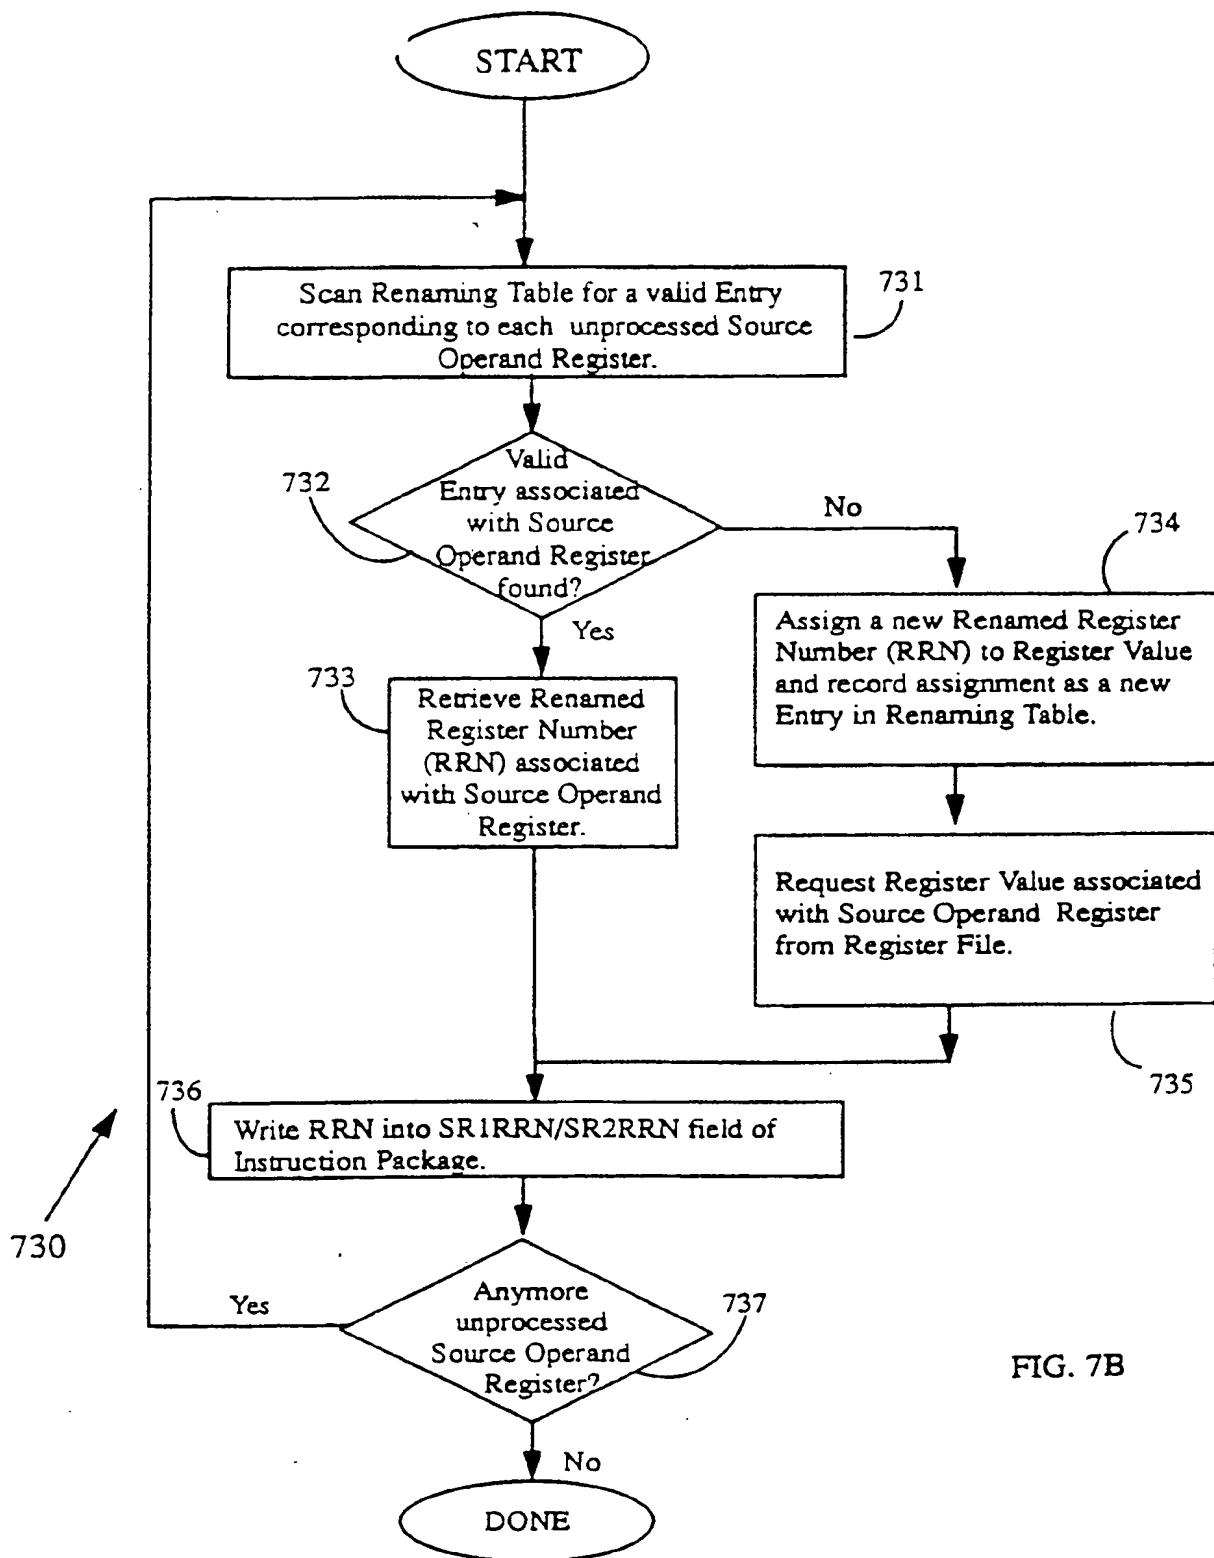 START
Scan Renaming Table for a valid Entry
corresponding to each unprocessed Source
Operand Register.
731
Valid
Entry associated
with Source
Operand Register
found?
732
No
Yes
734
Assign a new Renamed Register
Number (RRN) to Register Value
and record assignment as a new
Entry in Renaming Table.
733
Retrieve Renamed
Register Number
(RRN) associated
with Source Operand
Register.
Request Register Value associated
with Source Operand Register
from Register File.
735
736
Write RRN into SR1RRN/SR2RRN field of
Instruction Package.
730
Yes
Anymore
unprocessed
Source Operand
Register?
737
FIG. 7B
No
DONE